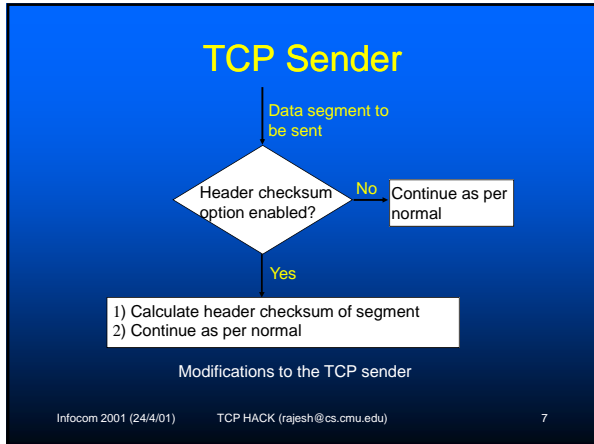 TCP Sender
Data segment to
be sent
Header checksum
option enabled?
No
Continue as per
normal
Yes
1) Calculate header checksum of segment
2) Continue as per normal
Modifications to the TCP sender
Infocom 2001 (24/4/01)
TCP HACK (rajesh@cs.cmu.edu)
7